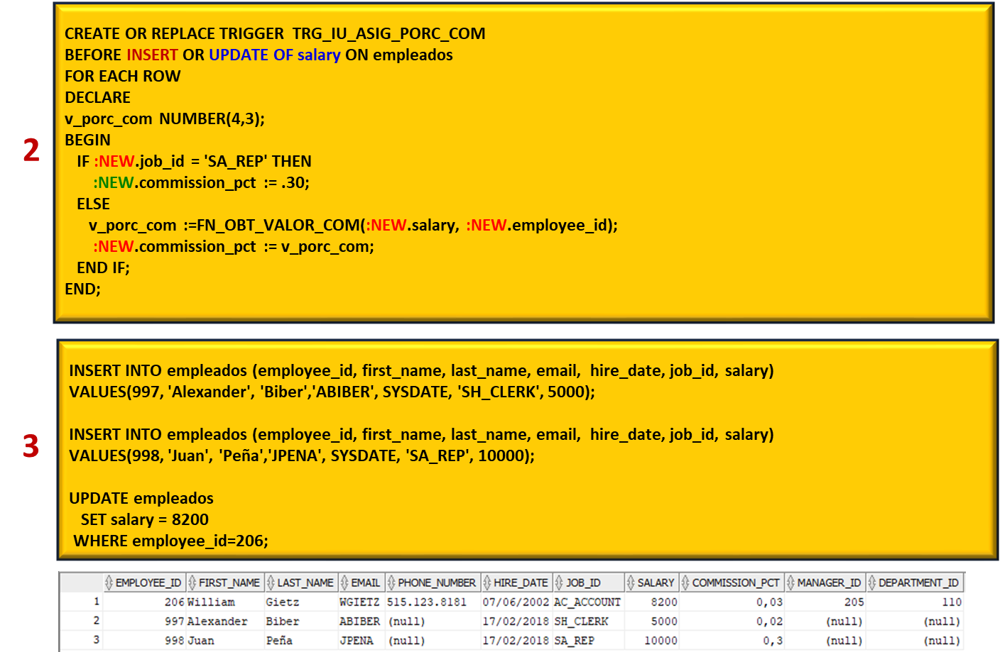 CREATE OR REPLACE TRIGGER TRG_IU_ASIG_PORC_COM
BEFORE INSERT OR UPDATE OF salary ON empleados
FOR EACH ROW
DECLARE
v_porc_com NUMBER(4,3);
BEGIN
IF :NEW.job_id = 'SA_REP' THEN
:NEW.commission_pct := .30;
ELSE
v_porc_com :=FN_OBT_VALOR_COM(:NEW.salary, :NEW.employee_id);
:NEW.commission_pct := v_porc_com;
END IF;
END;
2
INSERT INTO empleados (employee_id, first_name, last_name, email, hire_date, job_id, salary)
VALUES(997, 'Alexander', 'Biber','ABIBER', SYSDATE, 'SH_CLERK', 5000);
INSERT INTO empleados (employee_id, first_name, last_name, email, hire_date, job_id, salary)
VALUES(998, 'Juan', 'Peña','JPENA', SYSDATE, 'SA_REP', 10000);
UPDATE empleados
SET salary = 8200
WHERE employee_id=206;
3
EMPLOYEE_ID FIRST_NAME LAST_NAME EMAIL PHONE_NUMBER HIRE_DATE JOB_ID SALARY COMMISSION_PCT MANAGER_ID DEPARTMENT_ID
1 206 William Gietz WGIETZ 515.123.8181 07/06/2002 AC_ACCOUNT 8200 0,03 205 110
2 997 Alexander Biber ABIBER (null) 17/02/2018 SH_CLERK 5000 0,02 (null) (null)
3 998 Juan Peña JPENA (null) 17/02/2018 SA_REP 10000 0,3 (null) (null)